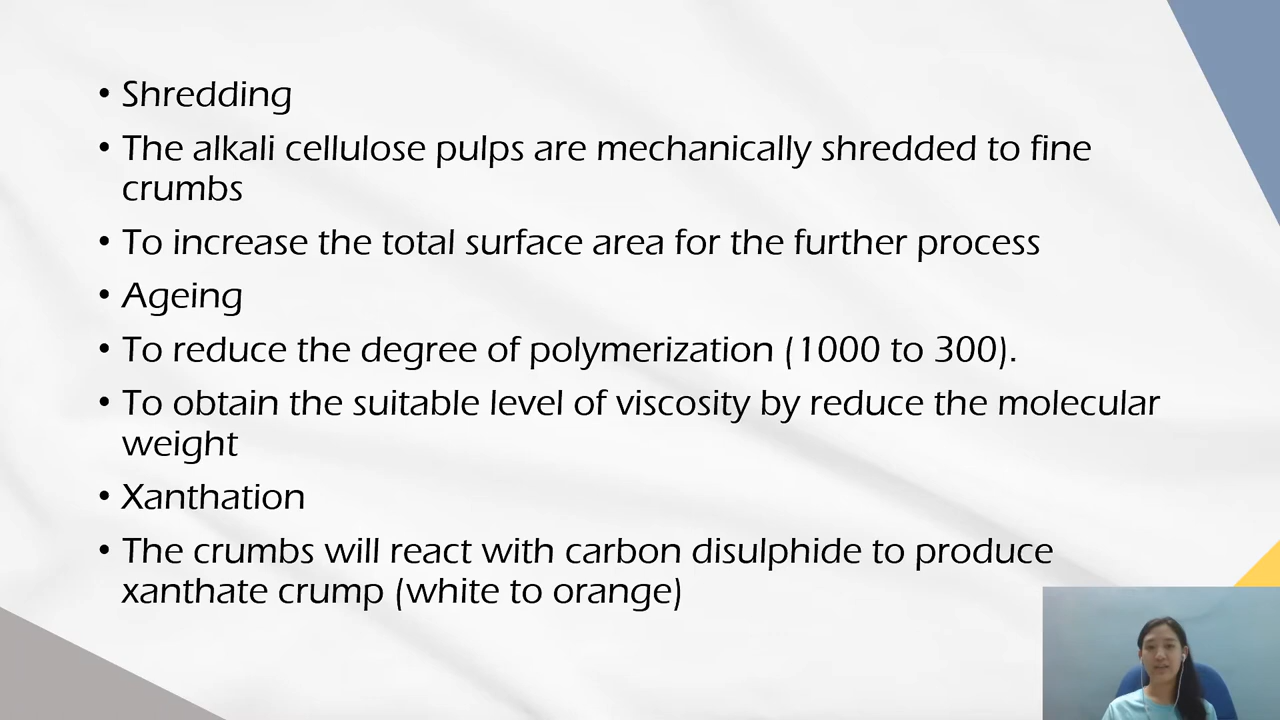 • Shredding
• The alkali cellulose pulps are mechanically shredded to fine
crumbs
• To increase the total surface area for the further process
• Ageing
• To reduce the degree of polymerization (1000 to 300).
• To obtain the suitable level of viscosity by reduce the molecular
weight
• Xanthation
• The crumbs will react with carbon disulphide to produce
xanthate crump (white to orange)